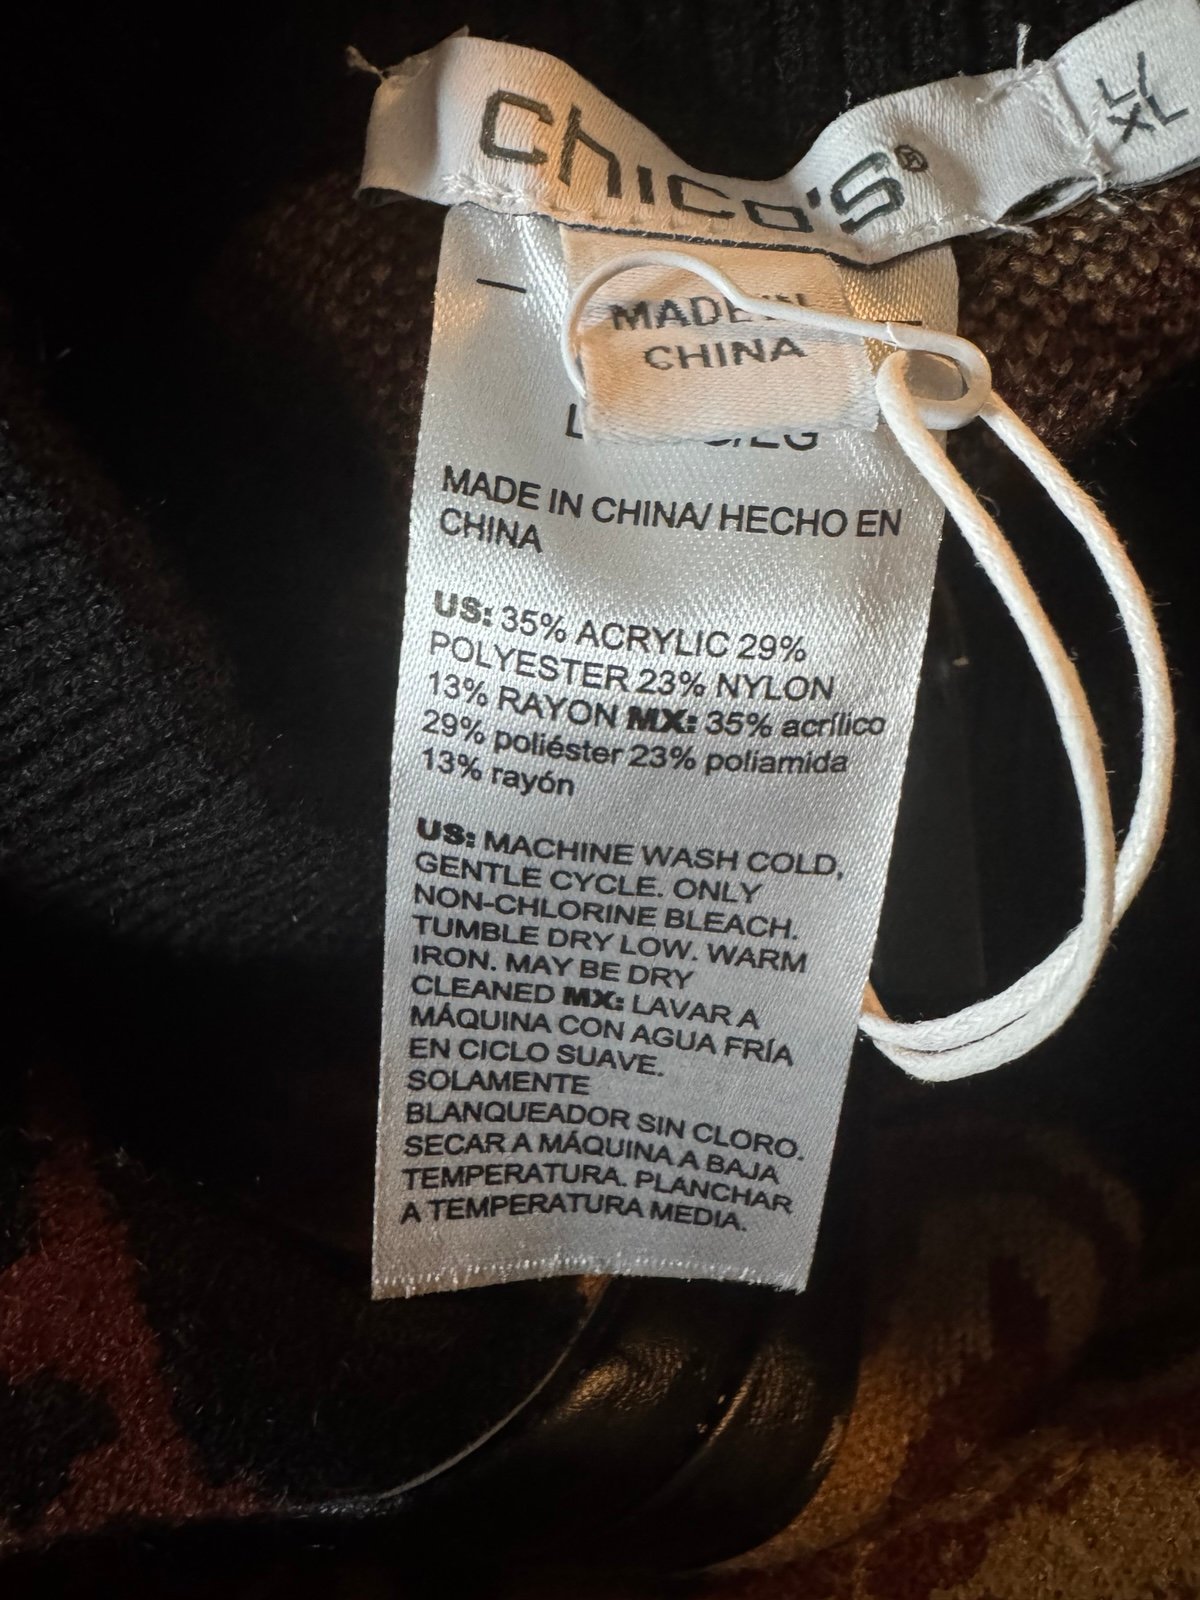 chico's®
L/
XL
MADE IN
CHINA
MADE IN CHINA/ HECHO EN
CHINA
US: 35% ACRYLIC 29%
POLYESTER 23% NYLON
13% RAYON MX: 35% acrílico
29% poliéster 23% poliamida
13% rayón
US: MACHINE WASH COLD,
GENTLE CYCLE. ONLY
NON-CHLORINE BLEACH.
TUMBLE DRY LOW. WARM
IRON. MAY BE DRY
CLEANED MX: LAVAR A
MÁQUINA CON AGUA FRÍA
EN CICLO SUAVE.
SOLAMENTE
BLANQUEADOR SIN CLORO.
SECAR A MÁQUINA A BAJA
TEMPERATURA. PLANCHAR
A TEMPERATURA MEDIA.